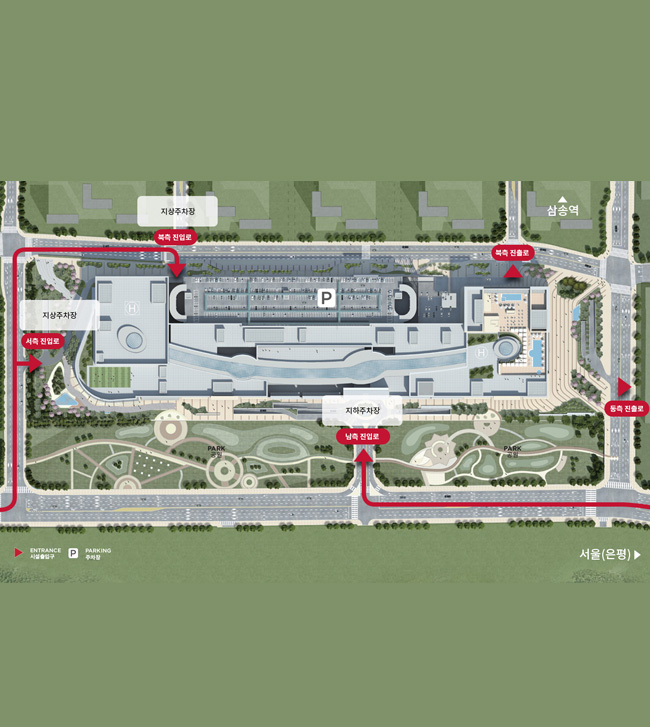 지상주차장
북측 진입로
삼송역
북측 진출로
P
H
지상주차장
서측 진입로
H
동측 진출로
지하주차장
남측 진입로
PARK
공원
PARK
공원
ENTRANCE
시설출입구
P
PARKING
주차장
서울(은평)